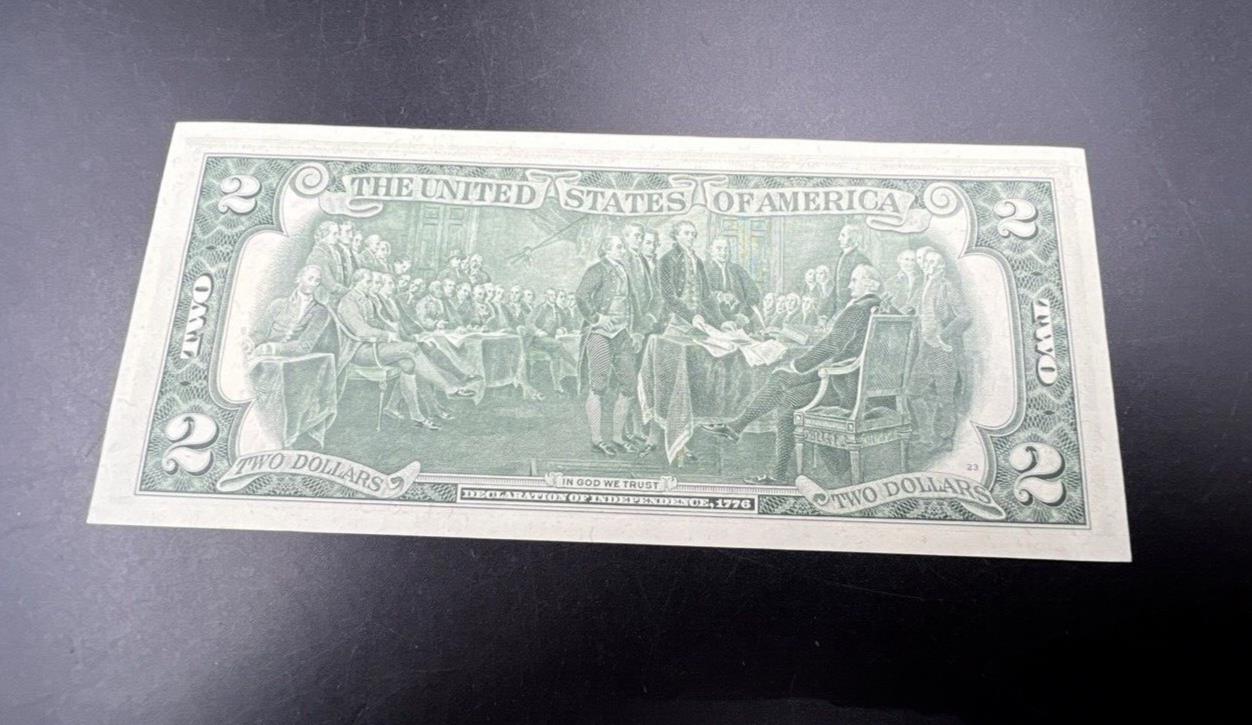 2 THE UNITED STATES OF AMERICA 2
TWO TWO
2 TWO DOLLARS IN GOD WE TRUST TWO DOLLARS 2
23
DECLARATION OF INDEPENDENCE, 1776